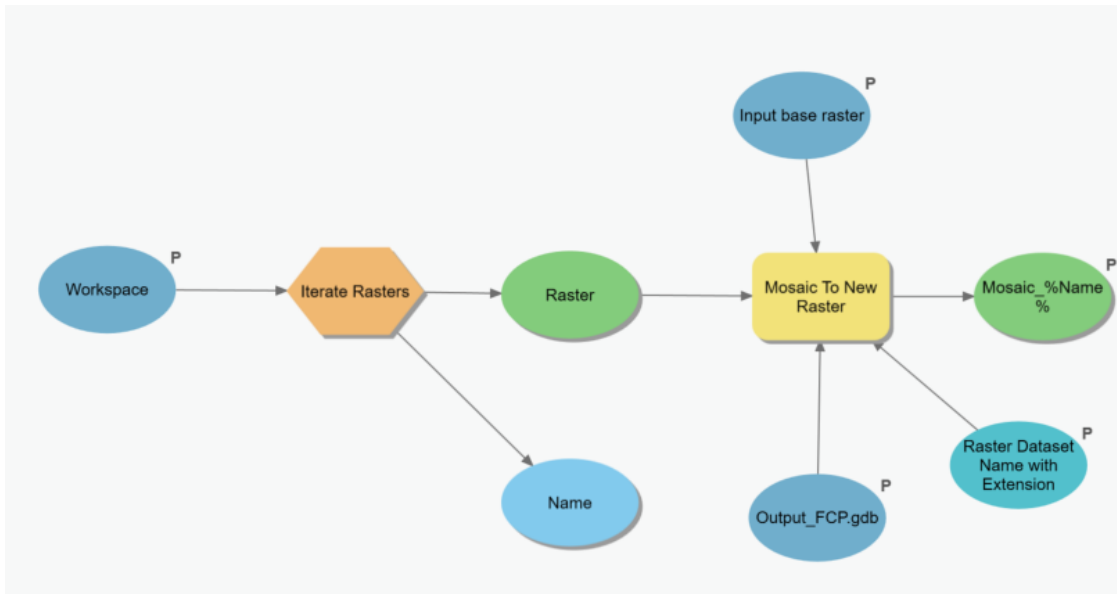 P
Input base raster
P
Workspace
Iterate Rasters
Raster
Mosaic To New
Raster
P
Mosaic_%Name
%
P
Raster Dataset
Name with
Extension
Name
P
Output_FCP.gdb